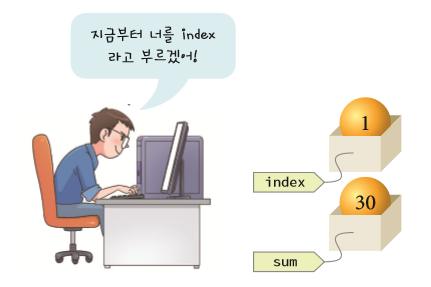 지금부터 너를 index
라고 부르겠어!
1
index
30
sum